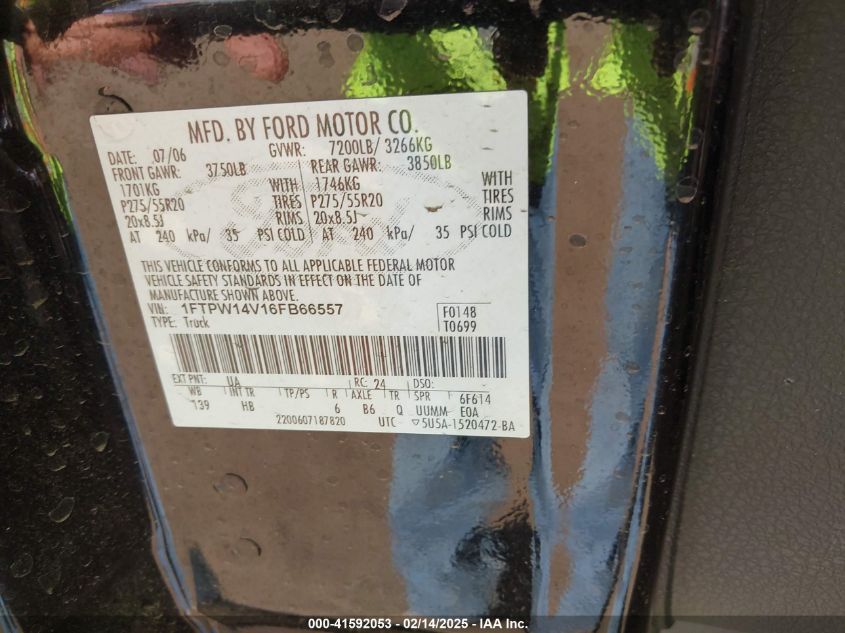 MFD. BY FORD MOTOR CO.
DATE: 07/06 GVWR: 7200LB/ 3266KG
FRONT GAWR: 3750LB REAR GAWR: 3850LB
1701KG WITH 1746KG WITH
P275/55R20 TIRES P275/55R20 TIRES
20x8.5J RIMS 20x8.5J RIMS
AT 240 kPa/ 35 PSI COLD AT 240 kPa/ 35 PSI COLD
THIS VEHICLE CONFORMS TO ALL APPLICABLE FEDERAL MOTOR
VEHICLE SAFETY STANDARDS IN EFFECT ON THE DATE OF
MANUFACTURE SHOWN ABOVE.
VIN: 1FTPW14V16FB66557 F0148
TYPE: Truck T0699
EXT PNT: UA RC: 24 DSO:
WB INT TR TP/PS R AXLE TR SPR 6F614
139 HB 6 B6 Q UUMM E0A
2200607187820 UTC ▽5U5A-1520472-BA
000-41592053 - 02/14/2025 - IAA Inc.